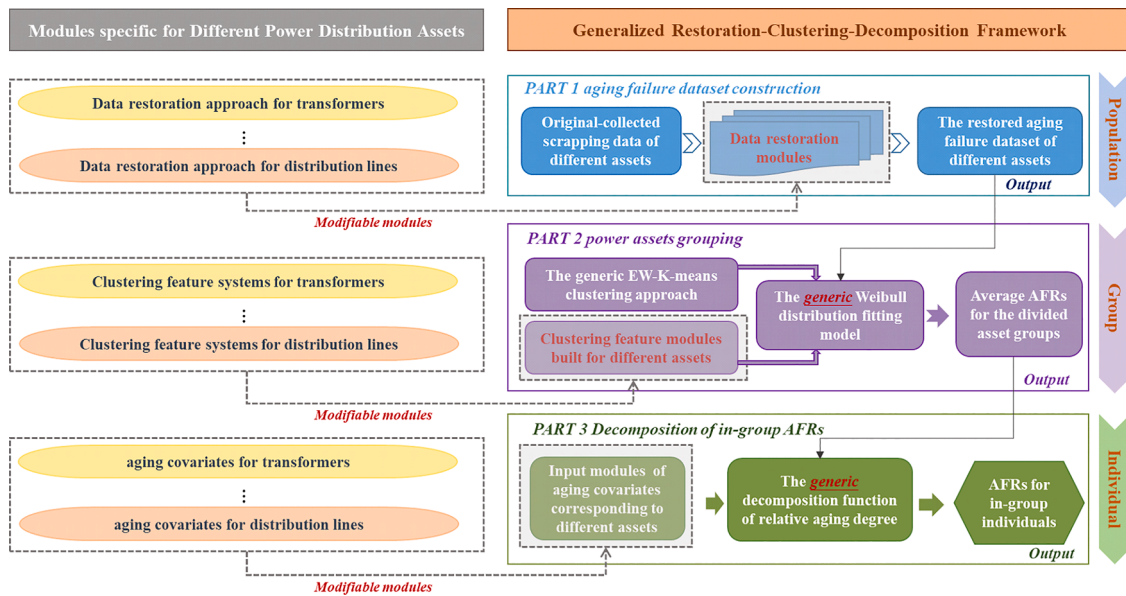 Modules specific for Different Power Distribution Assets
Generalized Restoration-Clustering-Decomposition Framework
Data restoration approach for transformers
⋮
Data restoration approach for distribution lines
Modifiable modules
PART 1 aging failure dataset construction
Original-collected
scrapping data of
different assets
Data restoration
modules
The restored aging
failure dataset
of different assets
Output
Population
Clustering feature systems for transformers
⋮
Clustering feature systems for distribution lines
Modifiable modules
PART 2 power assets grouping
The generic EW-K-means
clustering approach
Clustering feature modules
built for different assets
The generic Weibull
distribution fitting
model
Average AFRs
for the divided
asset groups
Output
Group
aging covariates for transformers
⋮
aging covariates for distribution lines
Modifiable modules
PART 3 Decomposition of in-group AFRs
Input modules of
aging covariates
corresponding to
different assets
The generic
decomposition function
of relative aging degree
AFRs for
in-group
individuals
Output
Individual